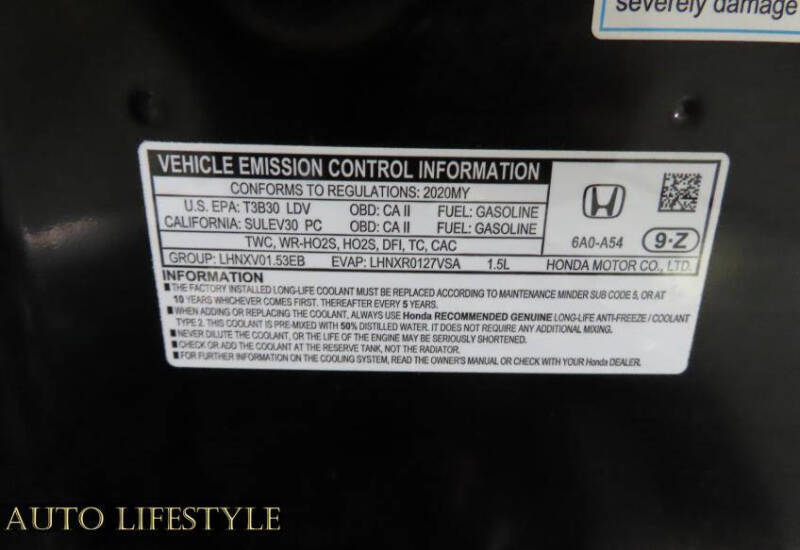 severely damage
VEHICLE EMISSION CONTROL INFORMATION
CONFORMS TO REGULATIONS: 2020MY
U.S. EPA: T3B30 LDV OBD: CA II FUEL: GASOLINE
CALIFORNIA: SULEV30 PC OBD: CA II FUEL: GASOLINE
TWC, WR-HO2S, HO2S, DFI, TC, CAC
6A0-A54 9·Z
GROUP: LHNXV01.53EB EVAP: LHNXR0127VSA 1.5L HONDA MOTOR CO., LTD.
INFORMATION
■ THE FACTORY INSTALLED LONG-LIFE COOLANT MUST BE REPLACED ACCORDING TO MAINTENANCE MINDER SUB CODE 5, OR AT
10 YEARS WHICHEVER COMES FIRST. THEREAFTER EVERY 5 YEARS.
■ WHEN ADDING OR REPLACING THE COOLANT, ALWAYS USE Honda RECOMMENDED GENUINE LONG-LIFE ANTI-FREEZE / COOLANT
TYPE 2. THIS COOLANT IS PRE-MIXED WITH 50% DISTILLED WATER. IT DOES NOT REQUIRE ANY ADDITIONAL MIXING.
■ NEVER DILUTE THE COOLANT, OR THE LIFE OF THE ENGINE MAY BE SERIOUSLY SHORTENED.
■ CHECK OR ADD THE COOLANT AT THE RESERVE TANK, NOT THE RADIATOR.
■ FOR FURTHER INFORMATION ON THE COOLING SYSTEM, READ THE OWNER'S MANUAL OR CHECK WITH YOUR Honda DEALER.
AUTO LIFESTYLE